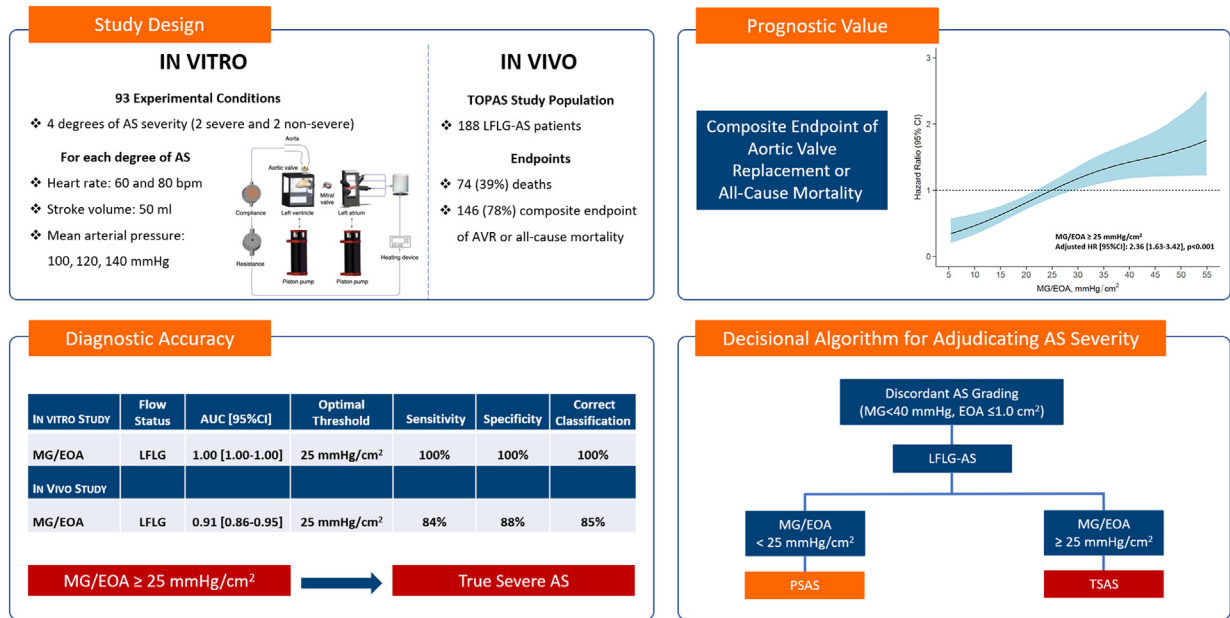 Study Design
IN VITRO
93 Experimental Conditions
❖ 4 degrees of AS severity (2 severe and 2 non-severe)
For each degree of AS
❖ Heart rate: 60 and 80 bpm
❖ Stroke volume: 50 ml
❖ Mean arterial pressure:
100, 120, 140 mmHg
Aorta
Aortic valve
Mitral
valve
Compliance
Left ventricle
Left atrium
Resistance
Heating device
Piston pump
Piston pump
IN VIVO
TOPAS Study Population
❖ 188 LFLG-AS patients
Endpoints
❖ 74 (39%) deaths
❖ 146 (78%) composite endpoint
of AVR or all-cause mortality
Prognostic Value
Composite Endpoint of
Aortic Valve
Replacement or
All-Cause Mortality
Hazard Ratio (95% CI)
3
2
1
0
MG/EOA ≥ 25 mmHg/cm²
Adjusted HR [95%CI]: 2.36 [1.63-3.42], p<0.001
5 10 15 20 25 30 35 40 45 50 55
MG/EOA, mmHg/cm²
Diagnostic Accuracy
IN VITRO STUDY Flow Status AUC [95%CI] Optimal Threshold Sensitivity Specificity Correct Classification
MG/EOA LFLG 1.00 [1.00-1.00] 25 mmHg/cm² 100% 100% 100%
IN VIVO STUDY
MG/EOA LFLG 0.91 [0.86-0.95] 25 mmHg/cm² 84% 88% 85%
MG/EOA ≥ 25 mmHg/cm²
True Severe AS
Decisional Algorithm for Adjudicating AS Severity
Discordant AS Grading
(MG<40 mmHg, EOA ≤1.0 cm²)
LFLG-AS
MG/EOA
< 25 mmHg/cm²
MG/EOA
≥ 25 mmHg/cm²
PSAS
TSAS